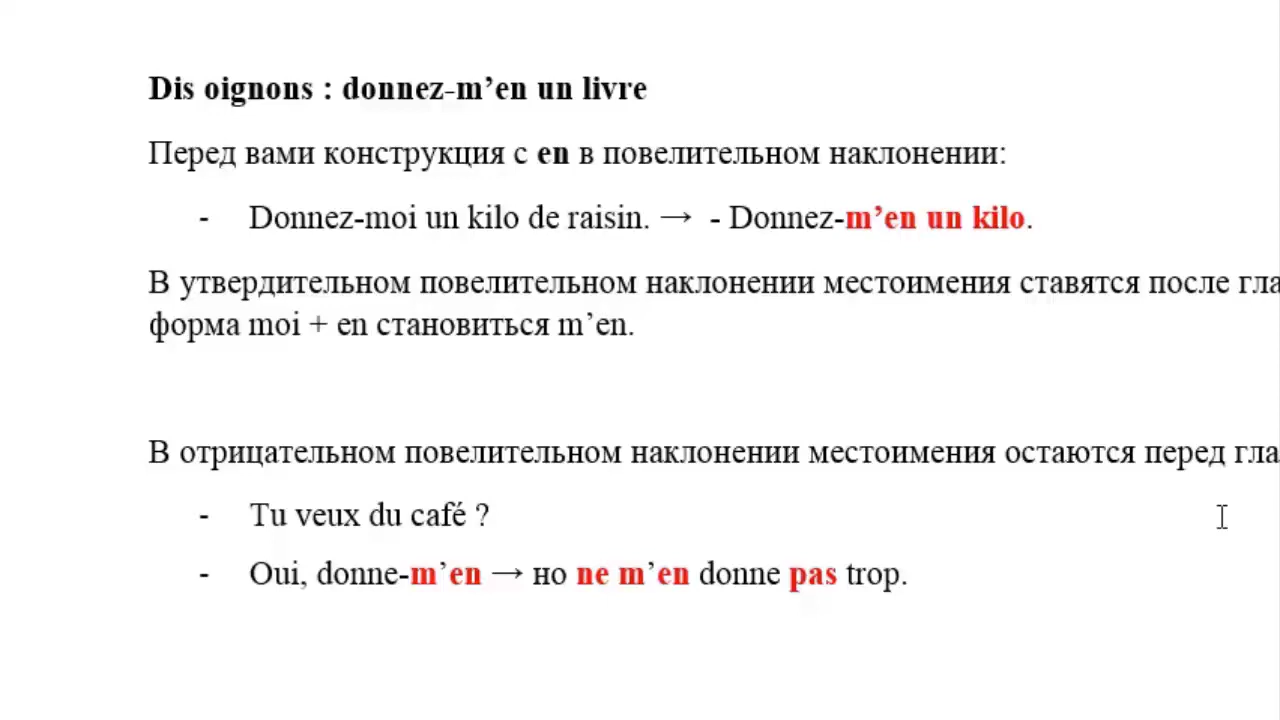 Dis oignons : donnez-m’en un livre
Перед вами конструкция с en в повелительном наклонении:
- Donnez-moi un kilo de raisin. → - Donnez-m’en un kilo.
В утвердительном повелительном наклонении местоимения ставятся после гла
форма moi + en становиться m’en.
В отрицательном повелительном наклонении местоимения остаются перед гла
- Tu veux du café ?
- Oui, donne-m’en → но ne m’en donne pas trop.